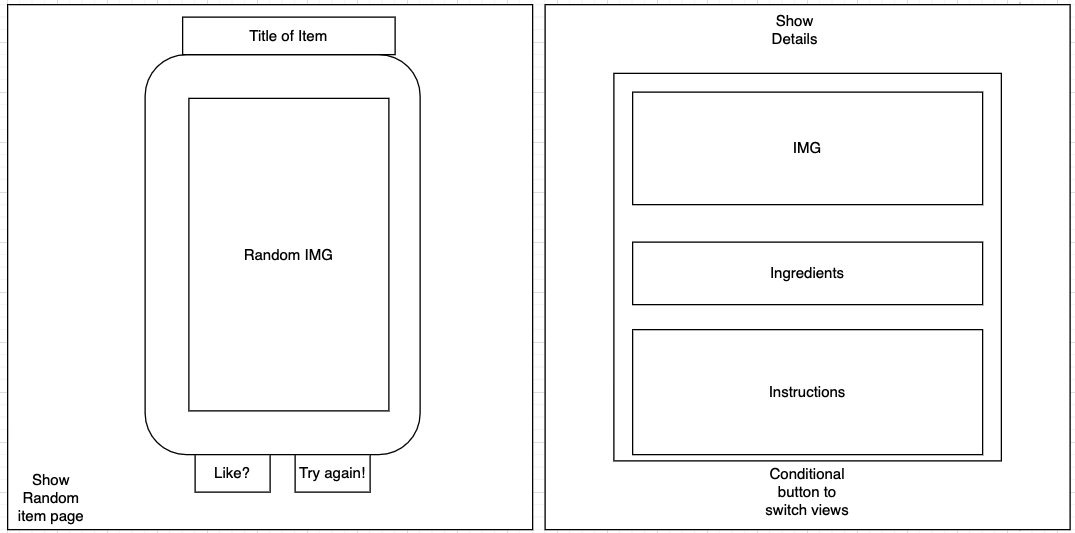 Title of Item
Random IMG
Like?
Try again!
Show
Random
item page
Show
Details
IMG
Ingredients
Instructions
Conditional
button to
switch views